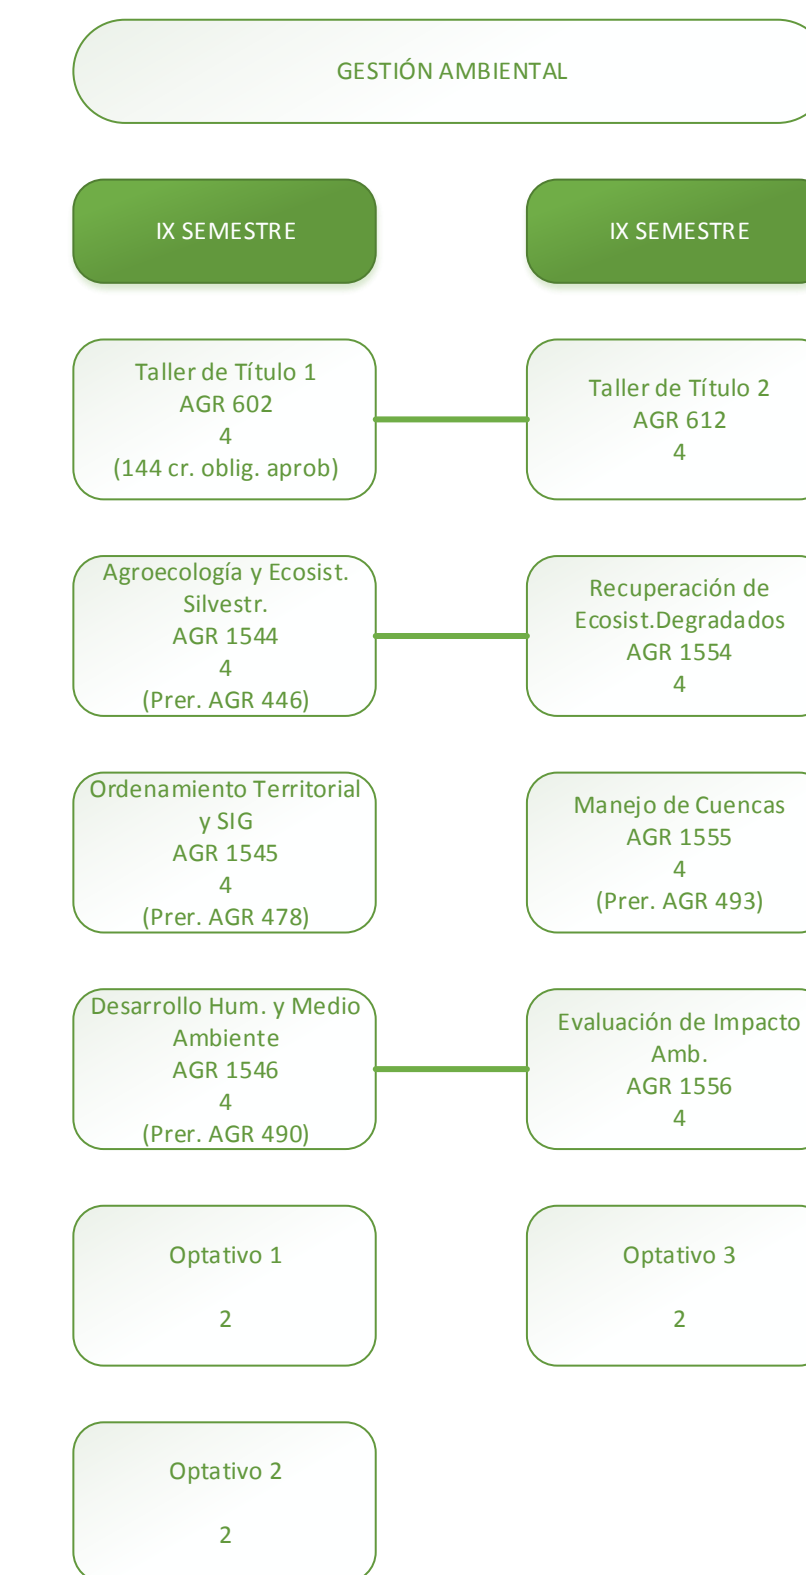 GESTIÓN AMBIENTAL
IX SEMESTRE
IX SEMESTRE
Taller de Título 1
AGR 602
4
(144 cr. oblig. aprob)
Taller de Título 2
AGR 612
4
Agroecología y Ecosist.
Silvestr.
AGR 1544
4
(Prer. AGR 446)
Recuperación de
Ecosist.Degradados
AGR 1554
4
Ordenamiento Territorial
y SIG
AGR 1545
4
(Prer. AGR 478)
Manejo de Cuencas
AGR 1555
4
(Prer. AGR 493)
Desarrollo Hum. y Medio
Ambiente
AGR 1546
4
(Prer. AGR 490)
Evaluación de Impacto
Amb.
AGR 1556
4
Optativo 1
2
Optativo 3
2
Optativo 2
2